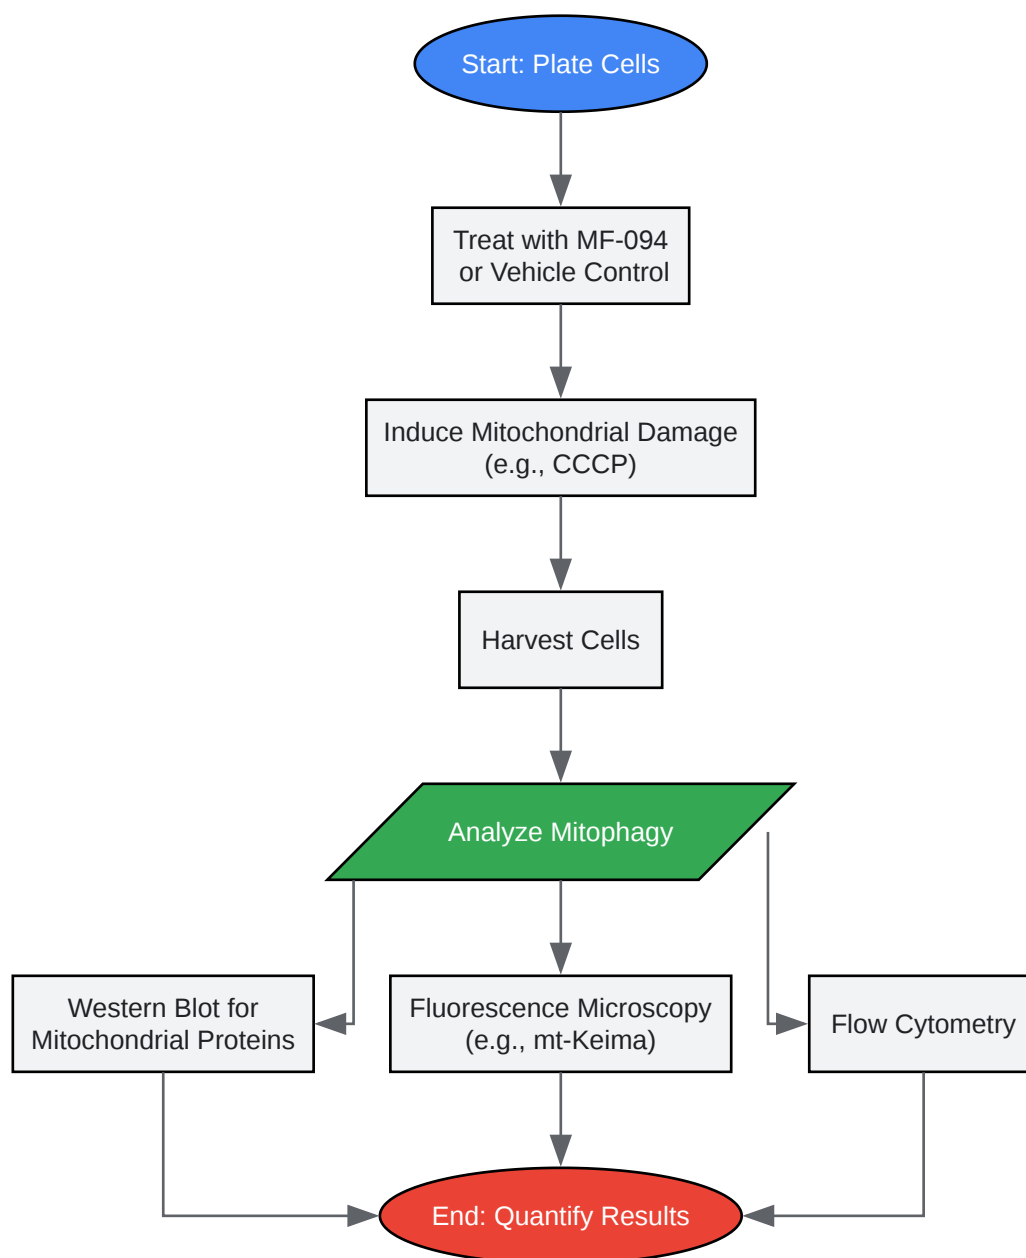 Start: Plate Cells
Treat with MF-094
or Vehicle Control
Induce Mitochondrial Damage
(e.g., CCCP)
Harvest Cells
Analyze Mitophagy
Western Blot for
Mitochondrial Proteins
Fluorescence Microscopy
(e.g., mt-Keima)
Flow Cytometry
End: Quantify Results